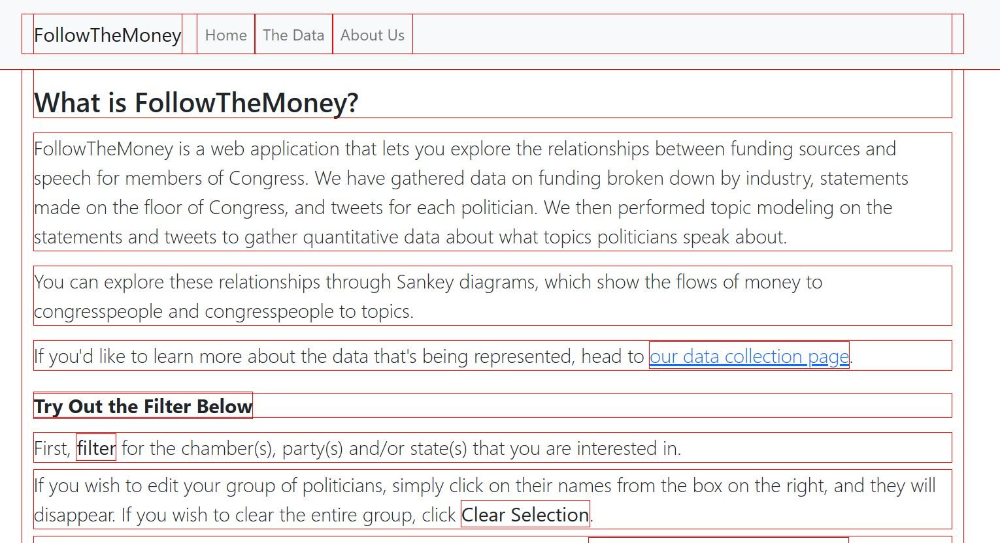 FollowTheMoney Home The Data About Us
What is FollowTheMoney?
FollowTheMoney is a web application that lets you explore the relationships between funding sources and
speech for members of Congress. We have gathered data on funding broken down by industry, statements
made on the floor of Congress, and tweets for each politician. We then performed topic modeling on the
statements and tweets to gather quantitative data about what topics politicians speak about.
You can explore these relationships through Sankey diagrams, which show the flows of money to
congresspeople and congresspeople to topics.
If you'd like to learn more about the data that's being represented, head to our data collection page.
Try Out the Filter Below
First, filter for the chamber(s), party(s) and/or state(s) that you are interested in.
If you wish to edit your group of politicians, simply click on their names from the box on the right, and they will
disappear. If you wish to clear the entire group, click Clear Selection.